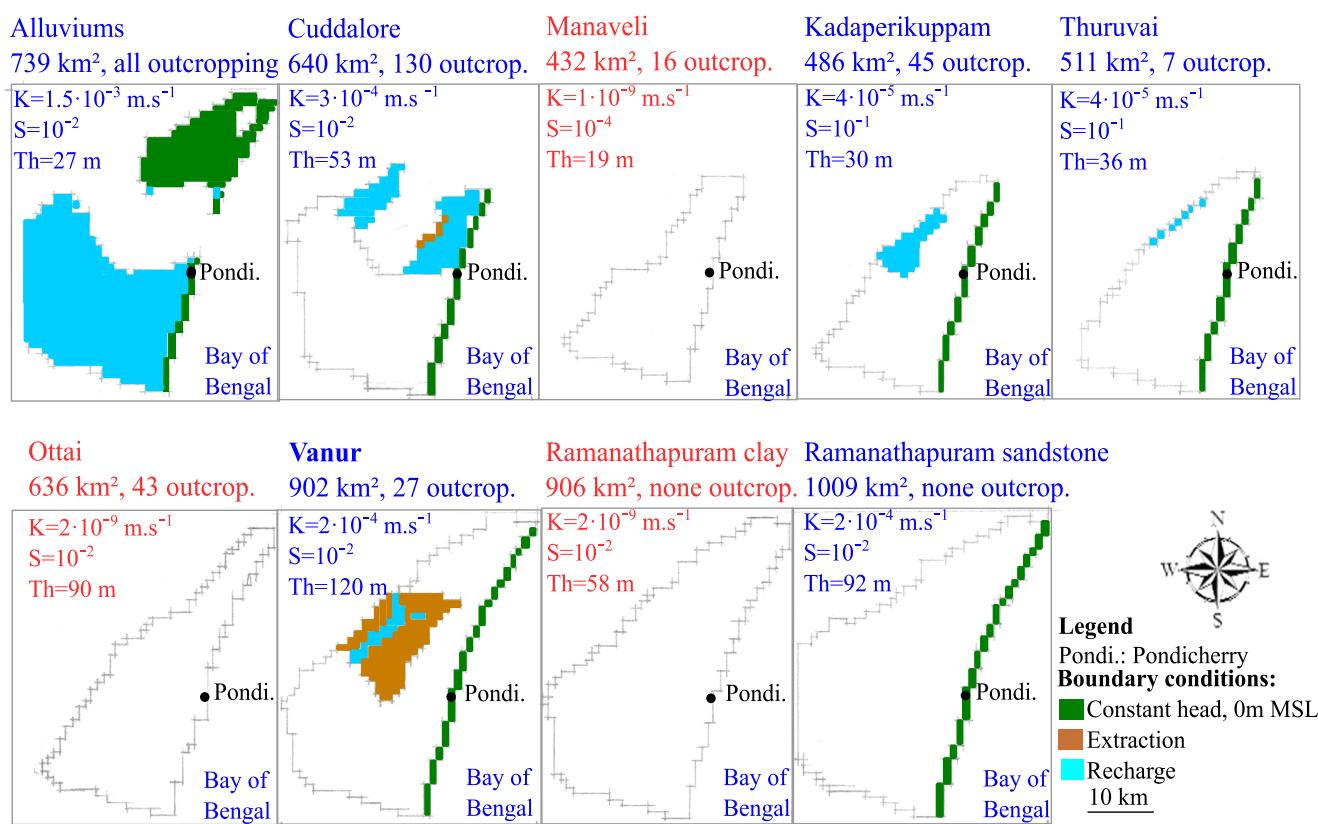 Alluviums
739 km², all outcropping
K=1.5·10⁻³ m.s⁻¹
S=10⁻²
Th=27 m
Pondi.
Bay of
Bengal
Cuddalore
640 km², 130 outcrop.
K=3·10⁻⁴ m.s⁻¹
S=10⁻²
Th=53 m
Pondi.
Bay of
Bengal
Manaveli
432 km², 16 outcrop.
K=1·10⁻⁹ m.s⁻¹
S=10⁻⁴
Th=19 m
Pondi.
Bay of
Bengal
Kadaperikuppam
486 km², 45 outcrop.
K=4·10⁻⁵ m.s⁻¹
S=10⁻¹
Th=30 m
Pondi.
Bay of
Bengal
Thuruvai
511 km², 7 outcrop.
K=4·10⁻⁵ m.s⁻¹
S=10⁻¹
Th=36 m
Pondi.
Bay of
Bengal
Ottai
636 km², 43 outcrop.
K=2·10⁻⁹ m.s⁻¹
S=10⁻²
Th=90 m
Pondi.
Bay of
Bengal
Vanur
902 km², 27 outcrop.
K=2·10⁻⁴ m.s⁻¹
S=10⁻²
Th=120 m
Pondi.
Bay of
Bengal
Ramanathapuram clay
906 km², none outcrop.
K=2·10⁻⁹ m.s⁻¹
S=10⁻²
Th=58 m
Pondi.
Bay of
Bengal
Ramanathapuram sandstone
1009 km², none outcrop.
K=2·10⁻⁴ m.s⁻¹
S=10⁻²
Th=92 m
Pondi.
Bay of
Bengal
N
W E
S
Legend
Pondi.: Pondicherry
Boundary conditions:
Constant head, 0m MSL
Extraction
Recharge
10 km